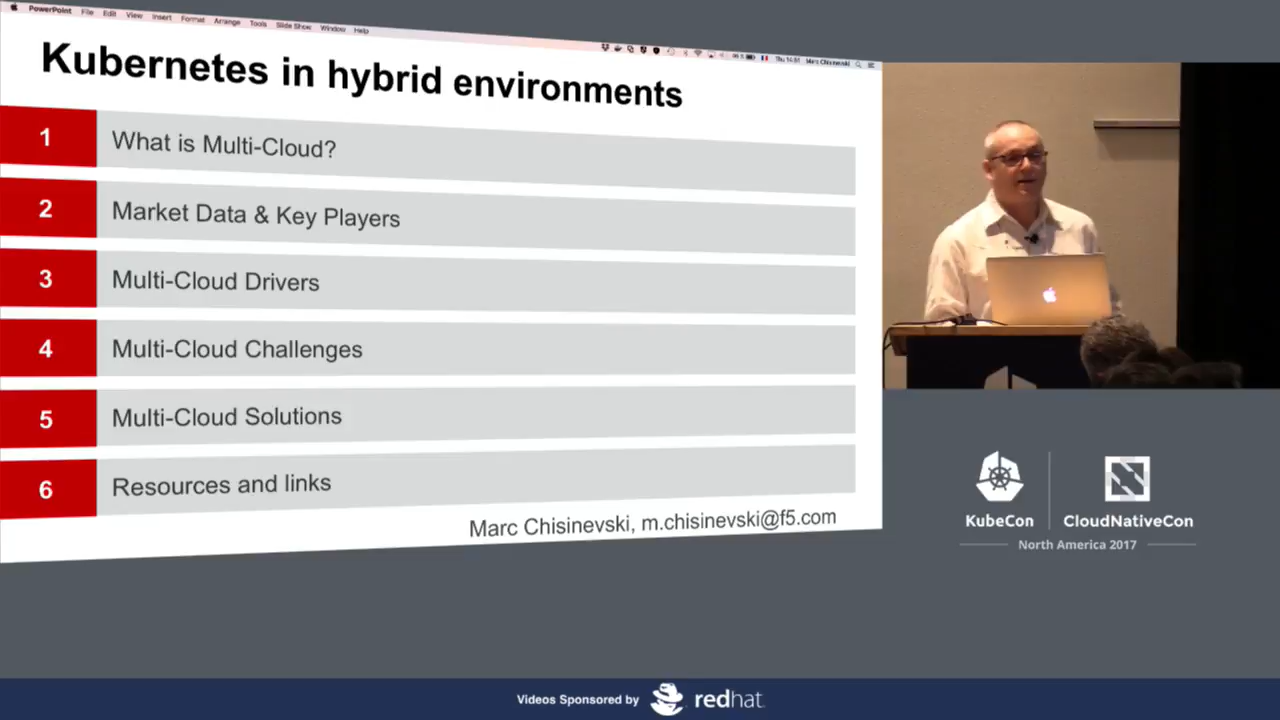 PowerPoint File Edit View Insert Format Arrange Tools Slide Show Window Help
Marc Chisinevski
Kubernetes in hybrid environments
1 What is Multi-Cloud?
2 Market Data & Key Players
3 Multi-Cloud Drivers
4 Multi-Cloud Challenges
5 Multi-Cloud Solutions
6 Resources and links
Marc Chisinevski, m.chisinevski@f5.com
KubeCon
CloudNativeCon
North America 2017
Videos Sponsored by redhat